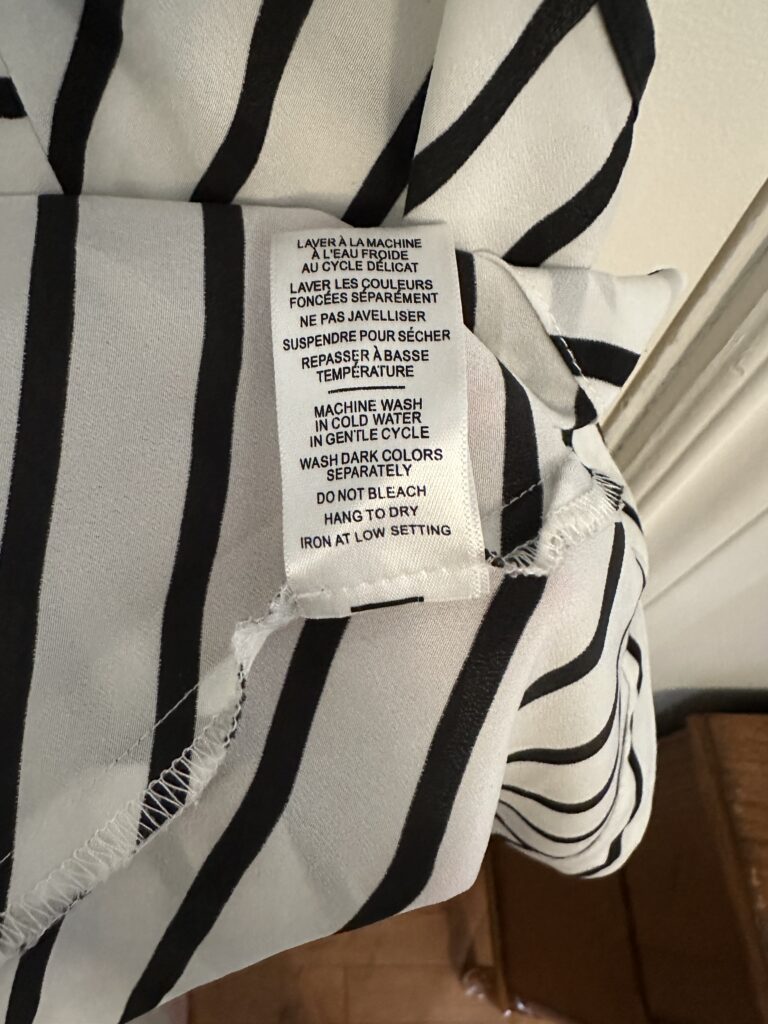 LAVER À LA MACHINE
À L'EAU FROIDE
AU CYCLE DÉLICAT
LAVER LES COULEURS
FONCÉES SÉPARÉMENT
NE PAS JAVELLISER
SUSPENDRE POUR SÉCHER
REPASSER À BASSE
TEMPÉRATURE
MACHINE WASH
IN COLD WATER
IN GENTLE CYCLE
WASH DARK COLORS
SEPARATELY
DO NOT BLEACH
HANG TO DRY
IRON AT LOW SETTING